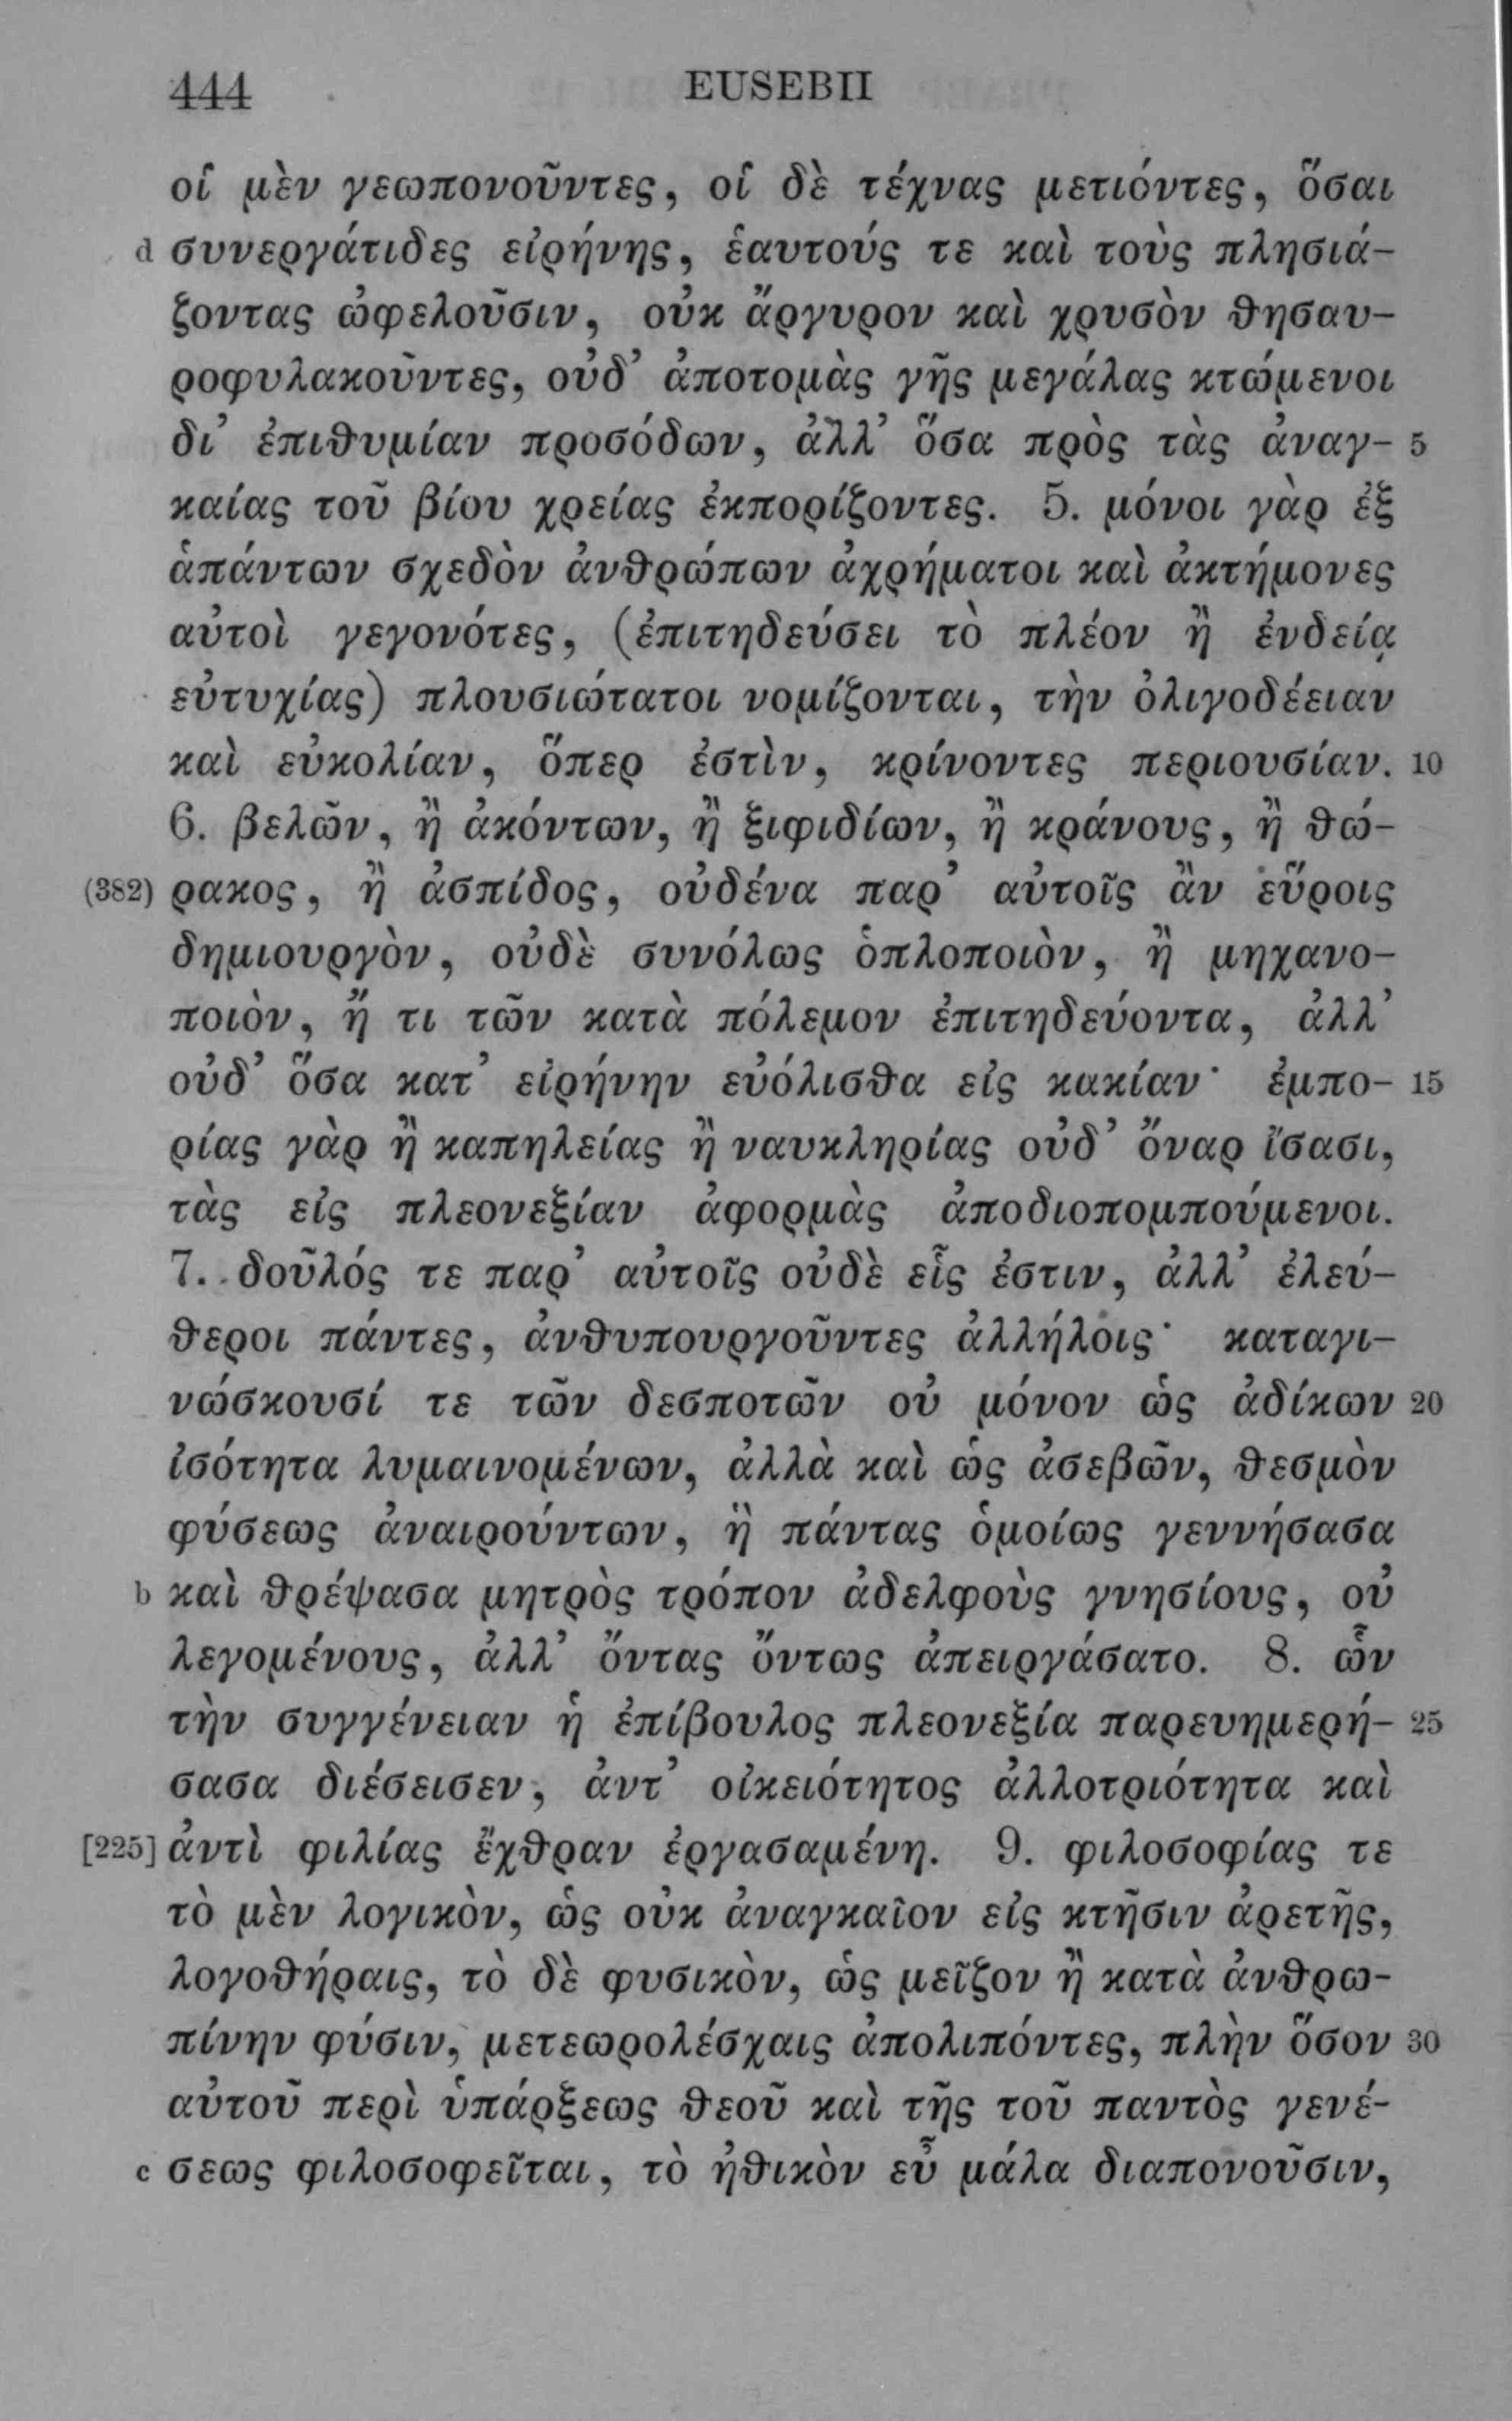 444 EUSEBII
οἱ μὲν γεωπονοῦντες, οἱ δὲ τέχνας μετιόντες, ὅσαι
d συνεργάτιδες εἰρήνης, ἑαυτούς τε καὶ τοὺς πλησιά-
ζοντας ὠφελοῦσιν, οὐκ ἄργυρον καὶ χρυσὸν θησαυ-
ροφυλακοῦντες, οὐδ’ ἀποτομὰς γῆς μεγάλας κτώμενοι
δι’ ἐπιθυμίαν προσόδων, ἀλλ’ ὅσα πρὸς τὰς ἀναγ- 5
καίας τοῦ βίου χρείας ἐκπορίζοντες. 5. μόνοι γὰρ ἐξ
ἁπάντων σχεδὸν ἀνθρώπων ἀχρήματοι καὶ ἀκτήμονες
αὐτοὶ γεγονότες, (ἐπιτηδεύσει τὸ πλέον ἢ ἐνδείᾳ
εὐτυχίας) πλουσιώτατοι νομίζονται, τὴν ὀλιγοδέειαν
καὶ εὐκολίαν, ὅπερ ἐστὶν, κρίνοντες περιουσίαν. 10
6. βελῶν, ἢ ἀκόντων, ἢ ξιφιδίων, ἢ κράνους, ἢ θώ-
(382) ρακος, ἢ ἀσπίδος, οὐδένα παρ’ αὐτοῖς ἂν εὕροις
δημιουργὸν, οὐδὲ συνόλως ὁπλοποιὸν, ἢ μηχανο-
ποιὸν, ἤ τι τῶν κατὰ πόλεμον ἐπιτηδεύοντα, ἀλλ’
οὐδ’ ὅσα κατ’ εἰρήνην εὐόλισθα εἰς κακίαν· ἐμπο- 15
ρίας γὰρ ἢ καπηλείας ἢ ναυκληρίας οὐδ’ ὄναρ ἴσασι,
τὰς εἰς πλεονεξίαν ἀφορμὰς ἀποδιοπομπούμενοι.
7. δοῦλός τε παρ’ αὐτοῖς οὐδὲ εἷς ἐστιν, ἀλλ’ ἐλεύ-
θεροι πάντες, ἀνθυπουργοῦντες ἀλλήλοις· καταγι-
νώσκουσί τε τῶν δεσποτῶν οὐ μόνον ὡς ἀδίκων 20
ἰσότητα λυμαινομένων, ἀλλὰ καὶ ὡς ἀσεβῶν, θεσμὸν
φύσεως ἀναιρούντων, ἣ πάντας ὁμοίως γεννήσασα
b καὶ θρέψασα μητρὸς τρόπον ἀδελφοὺς γνησίους, οὐ
λεγομένους, ἀλλ’ ὄντας ὄντως ἀπειργάσατο. 8. ὧν
τὴν συγγένειαν ἡ ἐπίβουλος πλεονεξία παρευημερή- 25
σασα διέσεισεν, ἀντ’ οἰκειότητος ἀλλοτριότητα καὶ
[225] ἀντὶ φιλίας ἔχθραν ἐργασαμένη. 9. φιλοσοφίας τε
τὸ μὲν λογικὸν, ὡς οὐκ ἀναγκαῖον εἰς κτῆσιν ἀρετῆς,
λογοθήραις, τὸ δὲ φυσικὸν, ὡς μεῖζον ἢ κατὰ ἀνθρω-
πίνην φύσιν, μετεωρολέσχαις ἀπολιπόντες, πλὴν ὅσον 30
αὐτοῦ περὶ ὑπάρξεως θεοῦ καὶ τῆς τοῦ παντὸς γενέ-
c σεως φιλοσοφεῖται, τὸ ἠθικὸν εὖ μάλα διαπονοῦσιν,